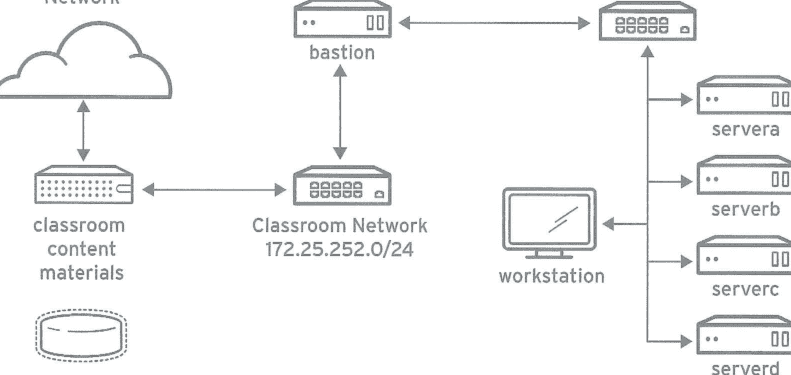 Network
bastion
servera
serverb
classroom
content
materials
Classroom Network
172.25.252.0/24
workstation
serverc
serverd